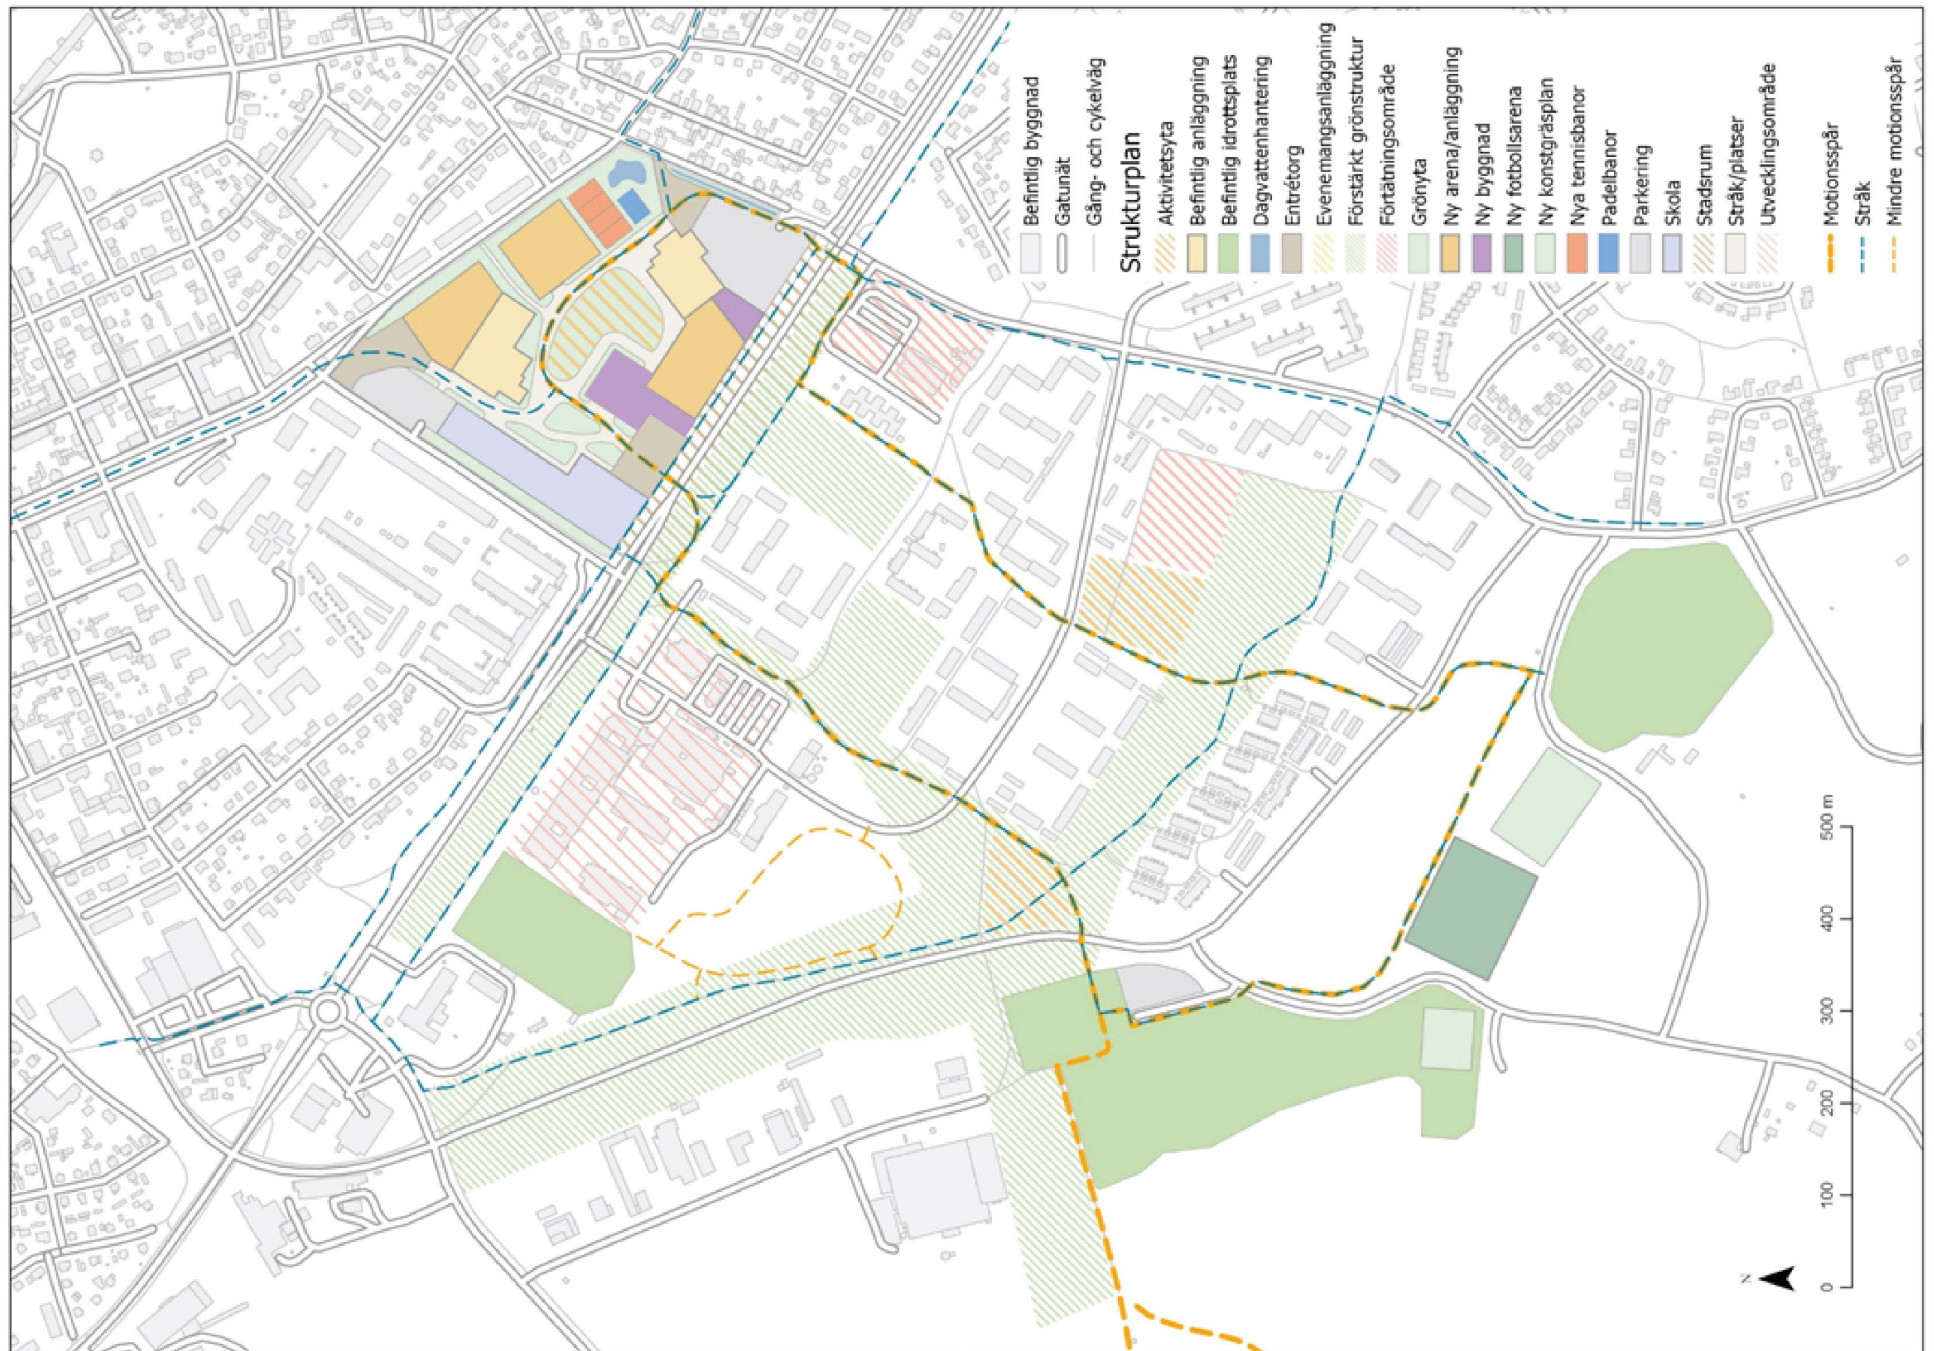 Befintlig byggnad
Gatunät
Gång- och cykelväg
Strukturplan
Aktivitetsyta
Befintlig anläggning
Befintlig idrottsplats
Dagvattenhantering
Entrétorg
Evenemangsanläggning
Förstärkt grönstruktur
Förtätningsområde
Grönyta
Ny arena/anläggning
Ny byggnad
Ny fotbollsarena
Ny konstgräsplan
Nya tennisbanor
Padelbanor
Parkering
Skola
Stadsrum
Stråk/platser
Utvecklingsområde
Motionsspår
Stråk
Mindre motionsspår
N
0 100 200 300 400 500 m